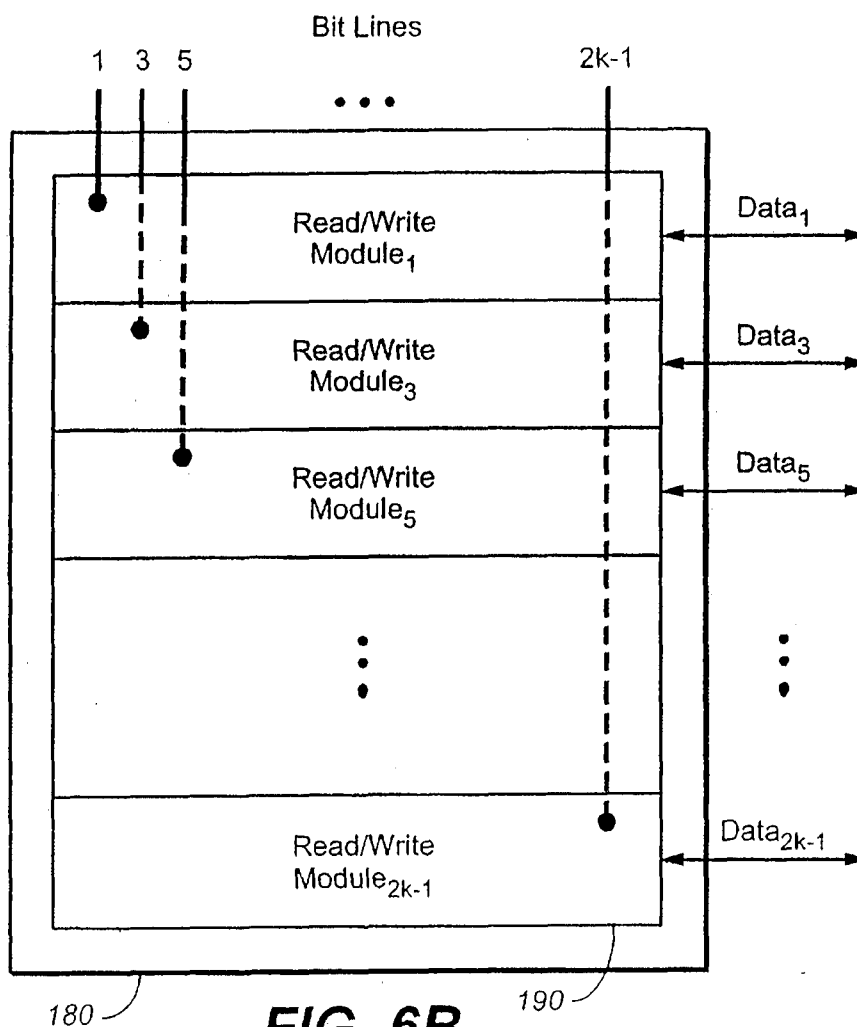 Bit Lines
1 3 5 2k-1
• • •
Read/Write
Module₁
Data₁
Read/Write
Module₃
Data₃
Read/Write
Module₅
Data₅
Read/Write
Module₂ₖ₋₁
Data₂ₖ₋₁
180
190
FIG. 6B